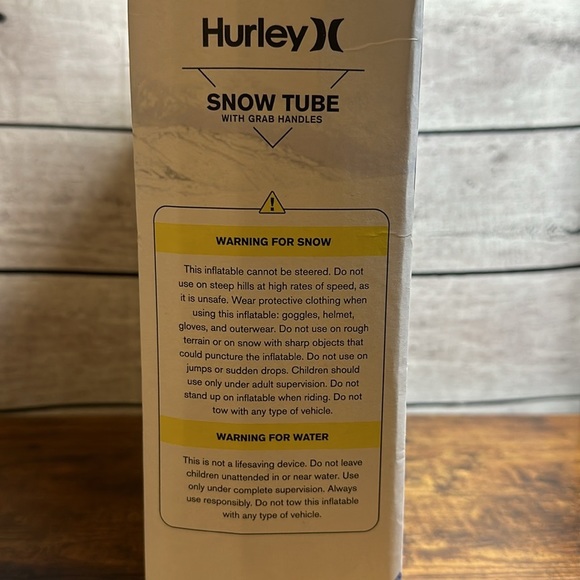 Hurley
SNOW TUBE
WITH GRAB HANDLES
WARNING FOR SNOW
This inflatable cannot be steered. Do not
use on steep hills at high rates of speed, as
it is unsafe. Wear protective clothing when
using this inflatable: goggles, helmet,
gloves, and outerwear. Do not use on rough
terrain or on snow with sharp objects that
could puncture the inflatable. Do not use on
jumps or sudden drops. Children should
use only under adult supervision. Do not
stand up on inflatable when riding. Do not
tow with any type of vehicle.
WARNING FOR WATER
This is not a lifesaving device. Do not leave
children unattended in or near water. Use
only under complete supervision. Always
use responsibly. Do not tow this inflatable
with any type of vehicle.